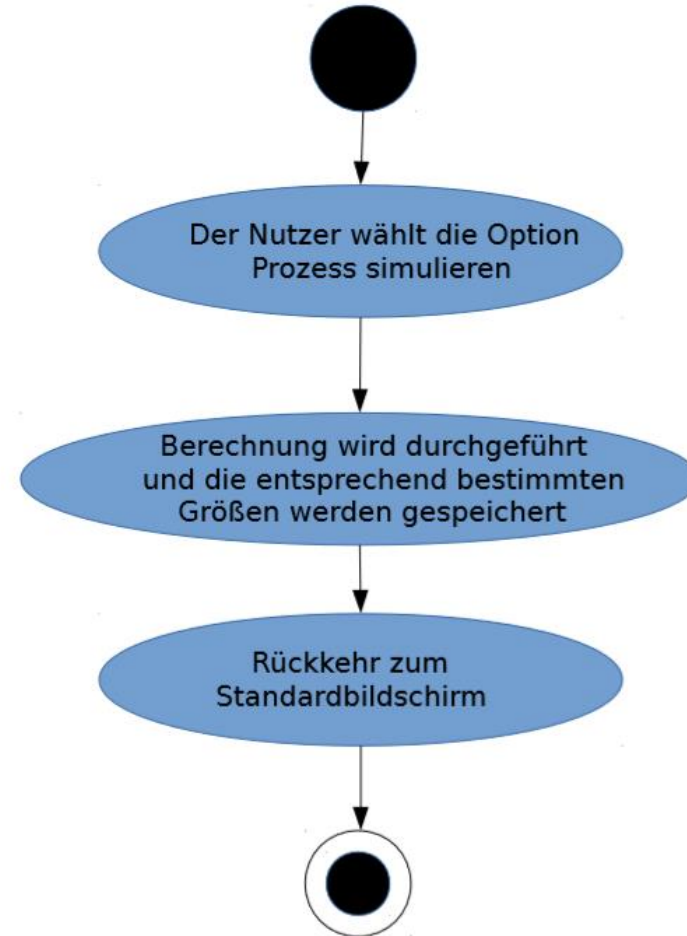 Der Nutzer wählt die Option
Prozess simulieren
Berechnung wird durchgeführt
und die entsprechend bestimmten
Größen werden gespeichert
Rückkehr zum
Standardbildschirm